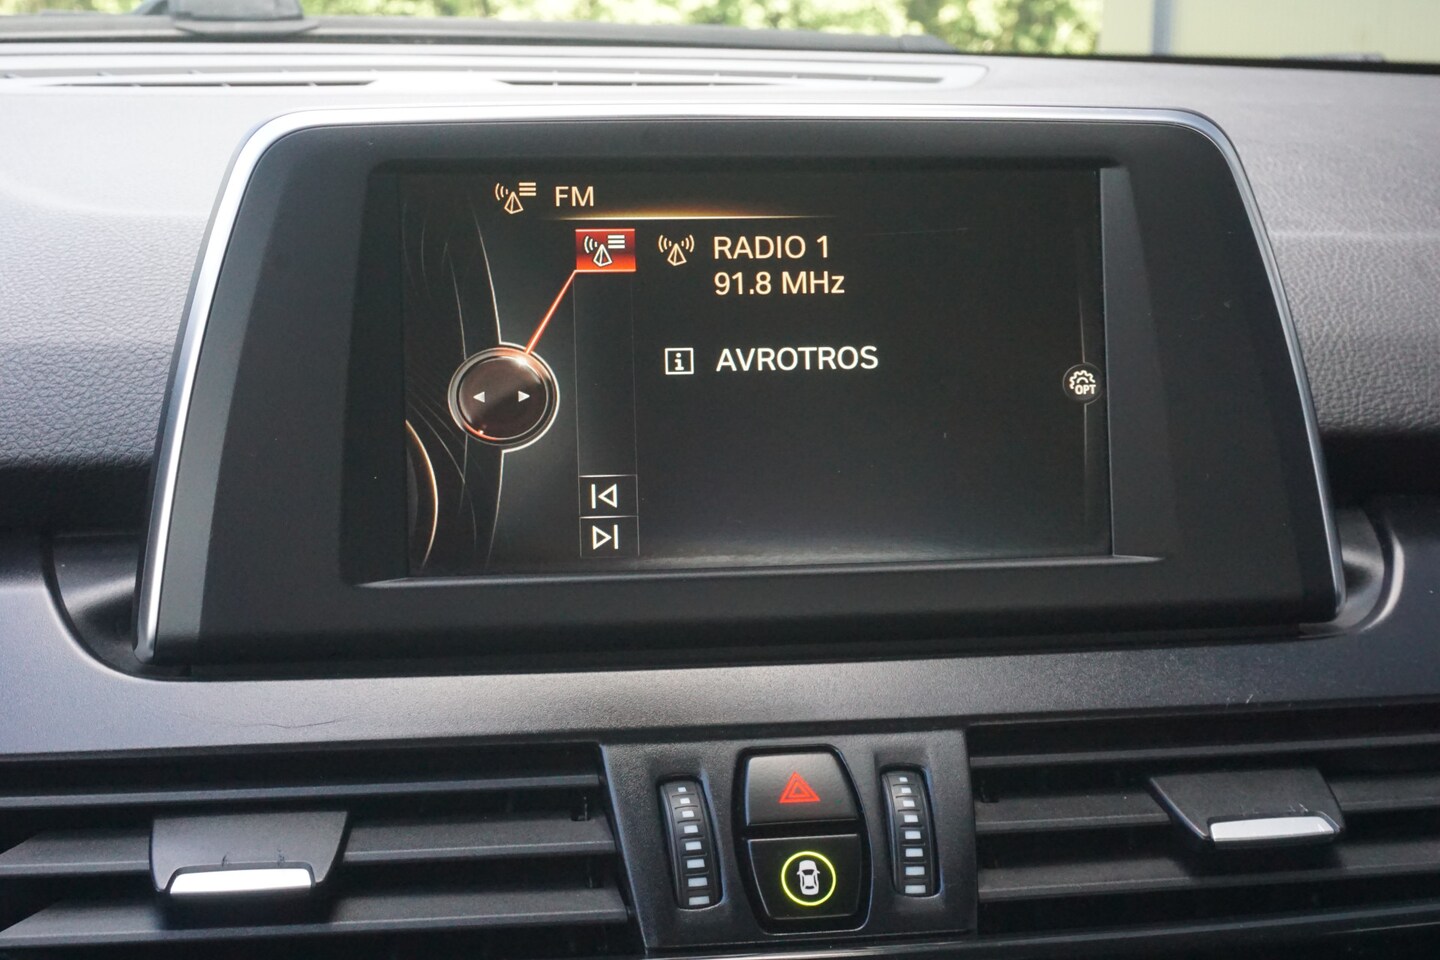 FM
RADIO 1
91.8 MHz
AVROTROS
OPT